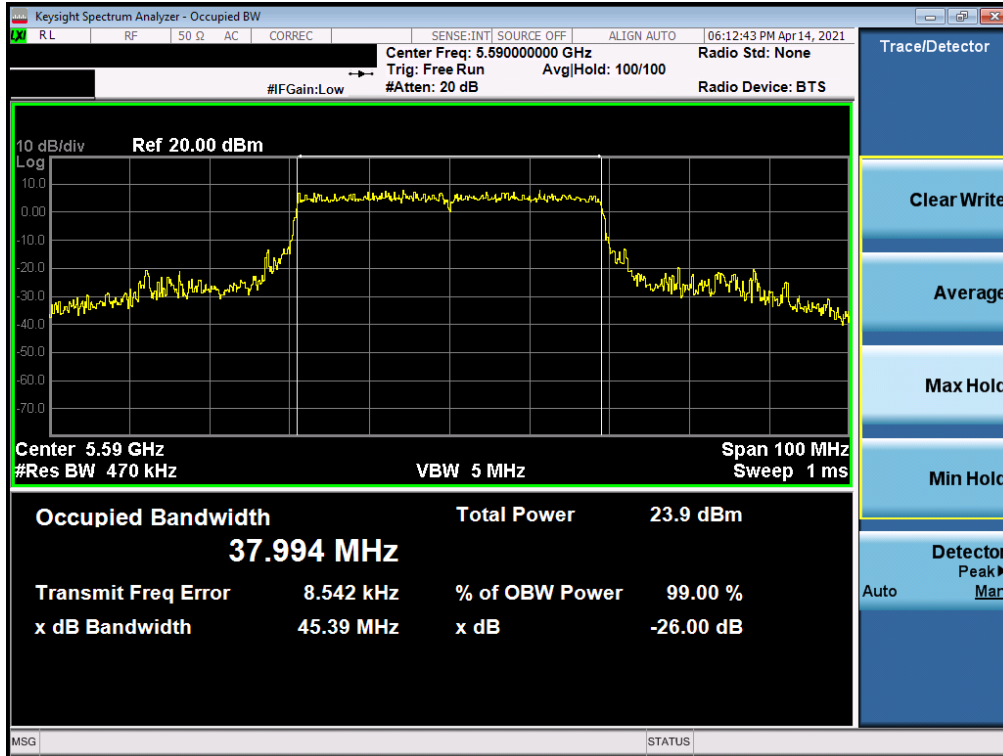 Keysight Spectrum Analyzer - Occupied BW
LXI RL RF 50 Ω AC CORREC SENSE:INT SOURCE OFF ALIGN AUTO 06:12:43 PM Apr 14, 2021
Center Freq: 5.590000000 GHz Radio Std: None
Trig: Free Run Avg|Hold: 100/100
#IFGain:Low #Atten: 20 dB Radio Device: BTS
10 dB/div Ref 20.00 dBm
Log
10.0
0.00
-10.0
-20.0
-30.0
-40.0
-50.0
-60.0
-70.0
Center 5.59 GHz Span 100 MHz
#Res BW 470 kHz VBW 5 MHz Sweep 1 ms
Occupied Bandwidth Total Power 23.9 dBm
37.994 MHz
Transmit Freq Error 8.542 kHz % of OBW Power 99.00 %
x dB Bandwidth 45.39 MHz x dB -26.00 dB
MSG STATUS
Trace/Detector
Clear Write
Average
Max Hold
Min Hold
Detector
Peak
Auto Man